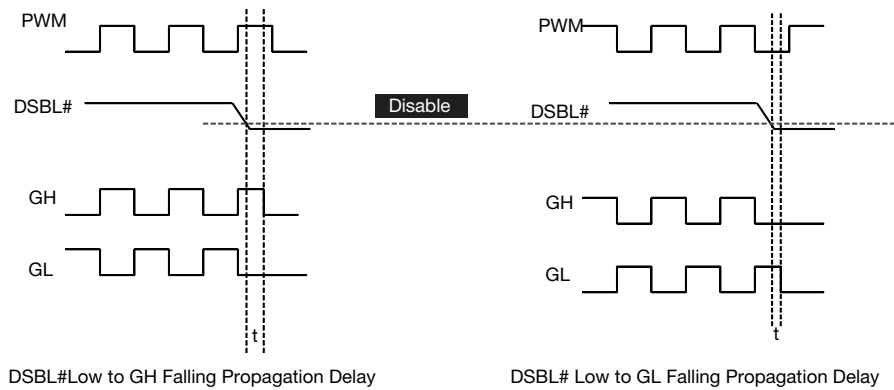 PWM
DSBL#
GH
GL
t
DSBL#Low to GH Falling Propagation Delay
Disable
PWM
DSBL#
GH
GL
t
DSBL# Low to GL Falling Propagation Delay